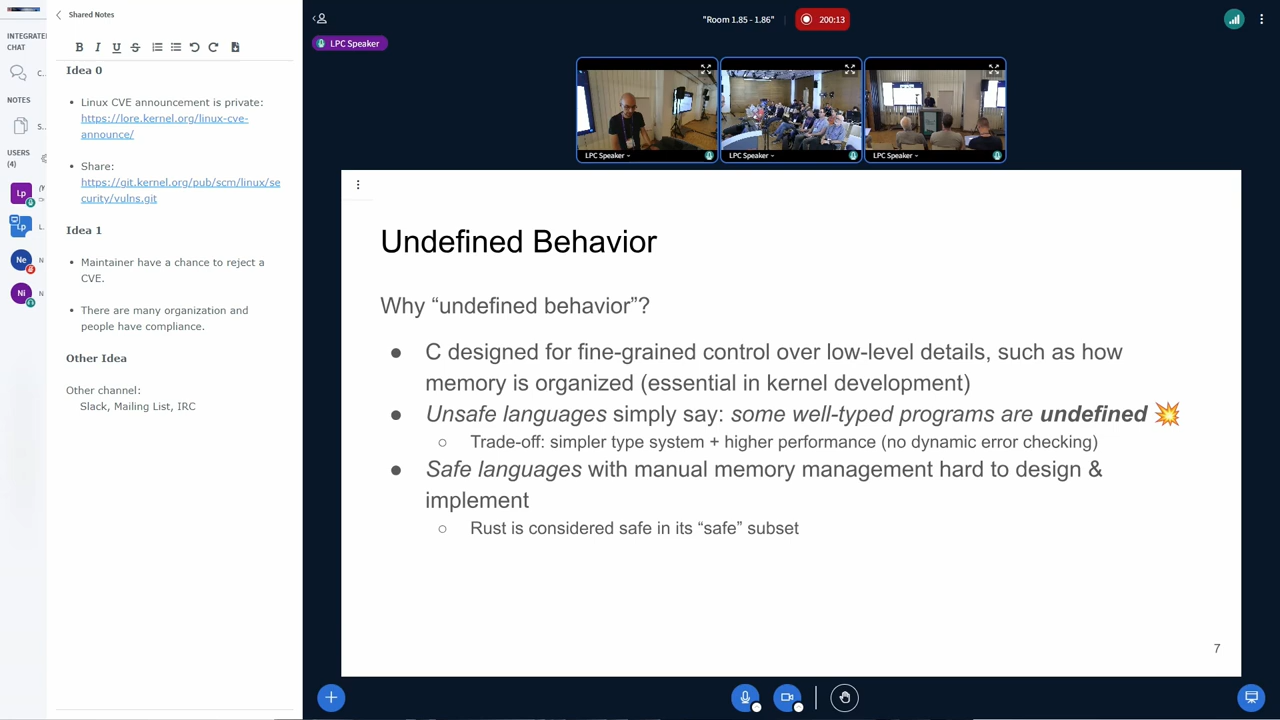 INTEGRATE
CHAT
C..
NOTES
S..
USERS
(4)
Lp
L..
Lp
Ne
N
Ni
N
Shared Notes
B I U S
Idea 0
• Linux CVE announcement is private:
https://lore.kernel.org/linux-cve-
announce/
• Share:
https://git.kernel.org/pub/scm/linux/se
curity/vulns.git
Idea 1
• Maintainer have a chance to reject a
CVE.
• There are many organization and
people have compliance.
Other Idea
Other channel:
Slack, Mailing List, IRC
"Room 1.85 - 1.86"
200:13
LPC Speaker
LPC Speaker
LPC Speaker
LPC Speaker
Undefined Behavior
Why “undefined behavior”?
● C designed for fine-grained control over low-level details, such as how
memory is organized (essential in kernel development)
● Unsafe languages simply say: some well-typed programs are undefined 💥
○ Trade-off: simpler type system + higher performance (no dynamic error checking)
● Safe languages with manual memory management hard to design &
implement
○ Rust is considered safe in its “safe” subset
7